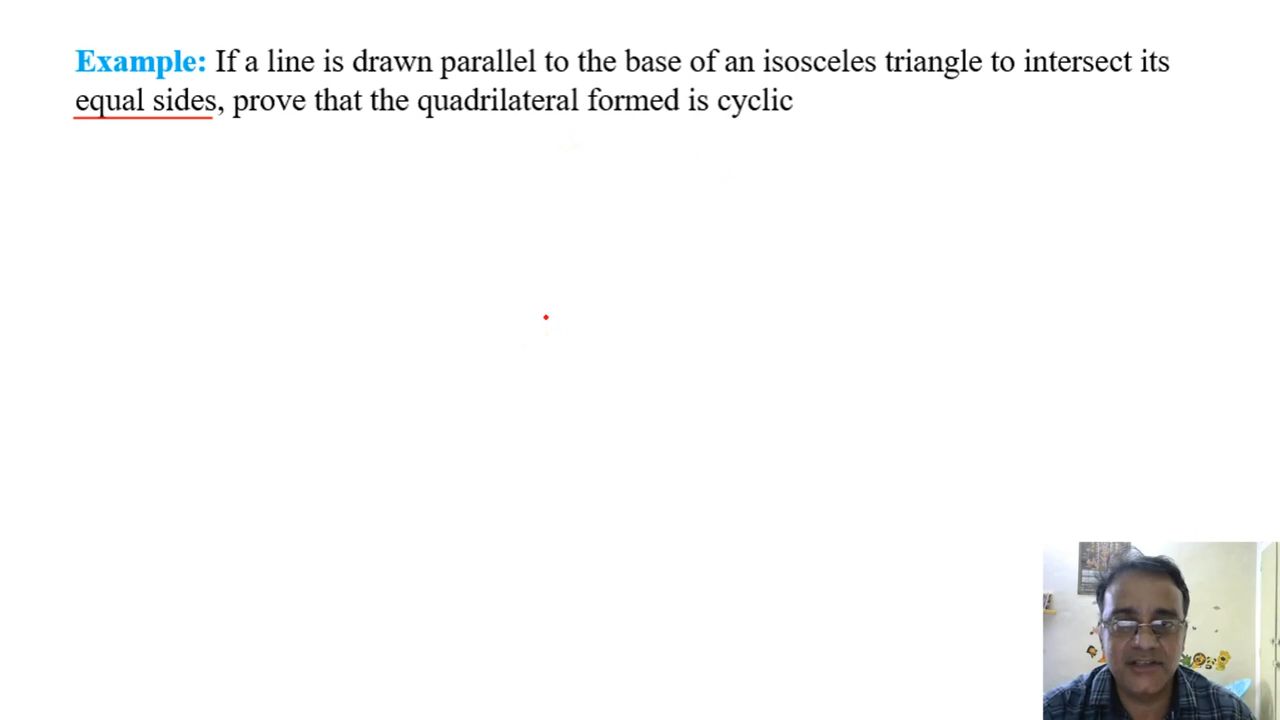 Example: If a line is drawn parallel to the base of an isosceles triangle to intersect its
equal sides, prove that the quadrilateral formed is cyclic